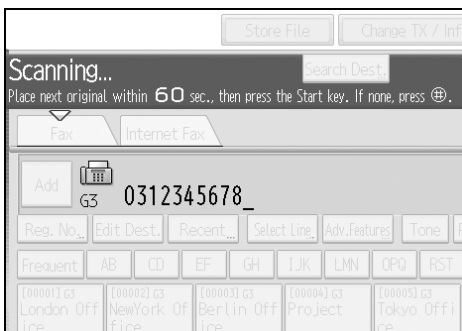 Store File Change TX / Inf
Scanning...
Search Dest.
Place next original within 60 sec., then press the Start key. If none, press ⊕.
Fax Internet Fax
Add G3 0312345678_
Reg. No. Edit Dest. Recent Select Line Adv.Features Tone
Frequent AB CD EF GH IJK LMN OPQ RST
[00001] G3 [00002] G3 [00003] G3 [00004] G3 [00005] G3
London Off NewYork Of Berlin Off Project Tokyo Offi
ice fice ice ce